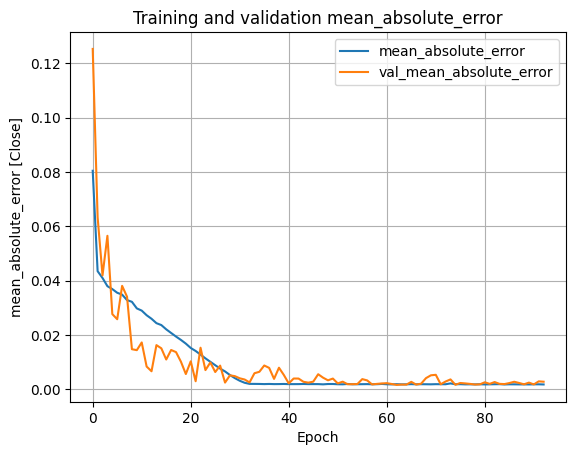 Training and validation mean_absolute_error
mean_absolute_error
val_mean_absolute_error
mean_absolute_error [Close]
0.12
0.10
0.08
0.06
0.04
0.02
0.00
0
20
40
60
80
Epoch